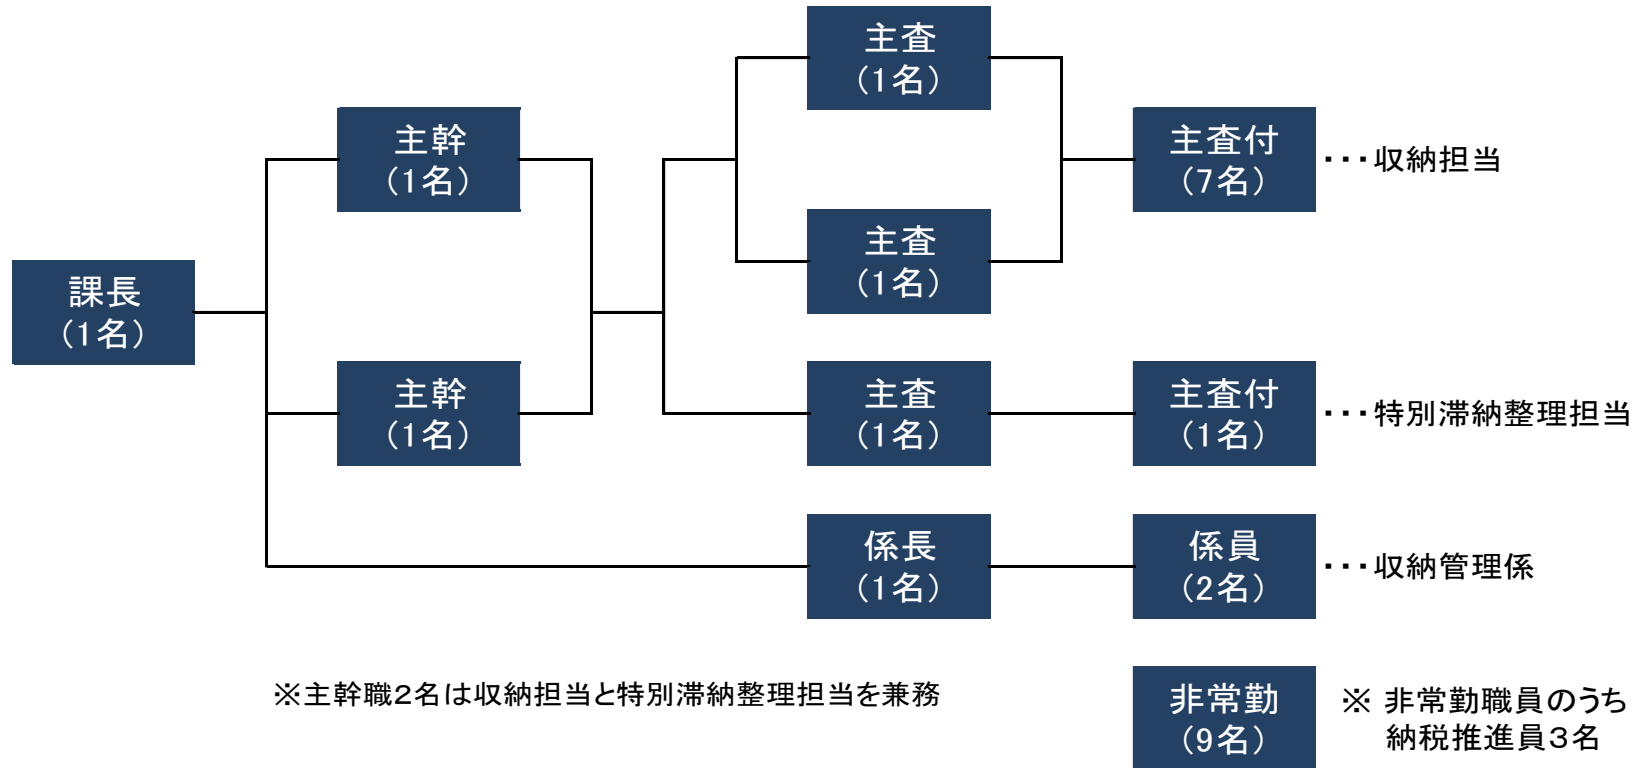 主査
(1名)
主幹
(1名)
主査付
(7名)
・・・収納担当
主査
(1名)
課長
(1名)
主幹
(1名)
主査
(1名)
主査付
(1名)
・・・特別滞納整理担当
係長
(1名)
係員
(2名)
・・・収納管理係
※主幹職2名は収納担当と特別滞納整理担当を兼務
非常勤
(9名)
※ 非常勤職員のうち
納税推進員3名